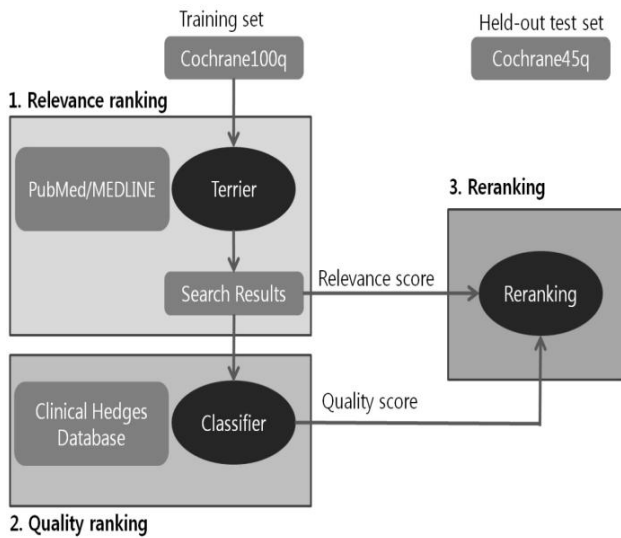 Training set
Held-out test set
Cochrane100q
Cochrane45q
1. Relevance ranking
PubMed/MEDLINE
Terrier
3. Reranking
Search Results
Relevance score
Reranking
Clinical Hedges
Database
Classifier
Quality score
2. Quality ranking